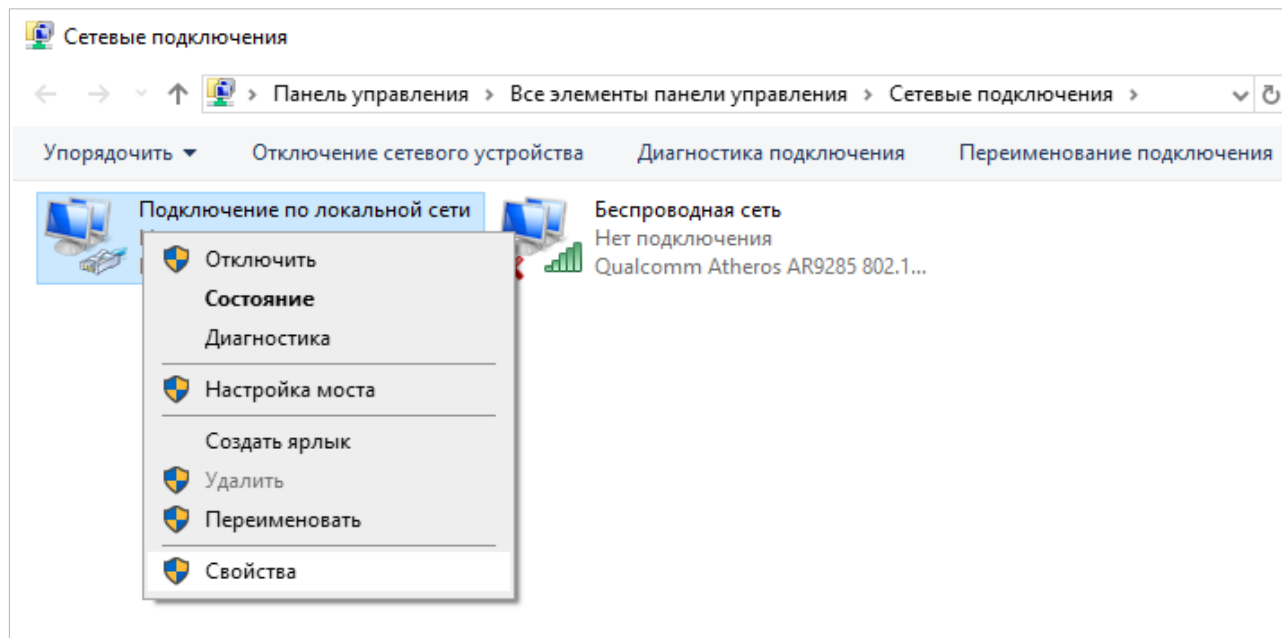 Сетевые подключения
Панель управления > Все элементы панели управления > Сетевые подключения >
Упорядочить Отключение сетевого устройства Диагностика подключения Переименование подключения
Подключение по локальной сети
Беспроводная сеть
Нет подключения
Qualcomm Atheros AR9285 802.1...
Отключить
Состояние
Диагностика
Настройка моста
Создать ярлык
Удалить
Переименовать
Свойства